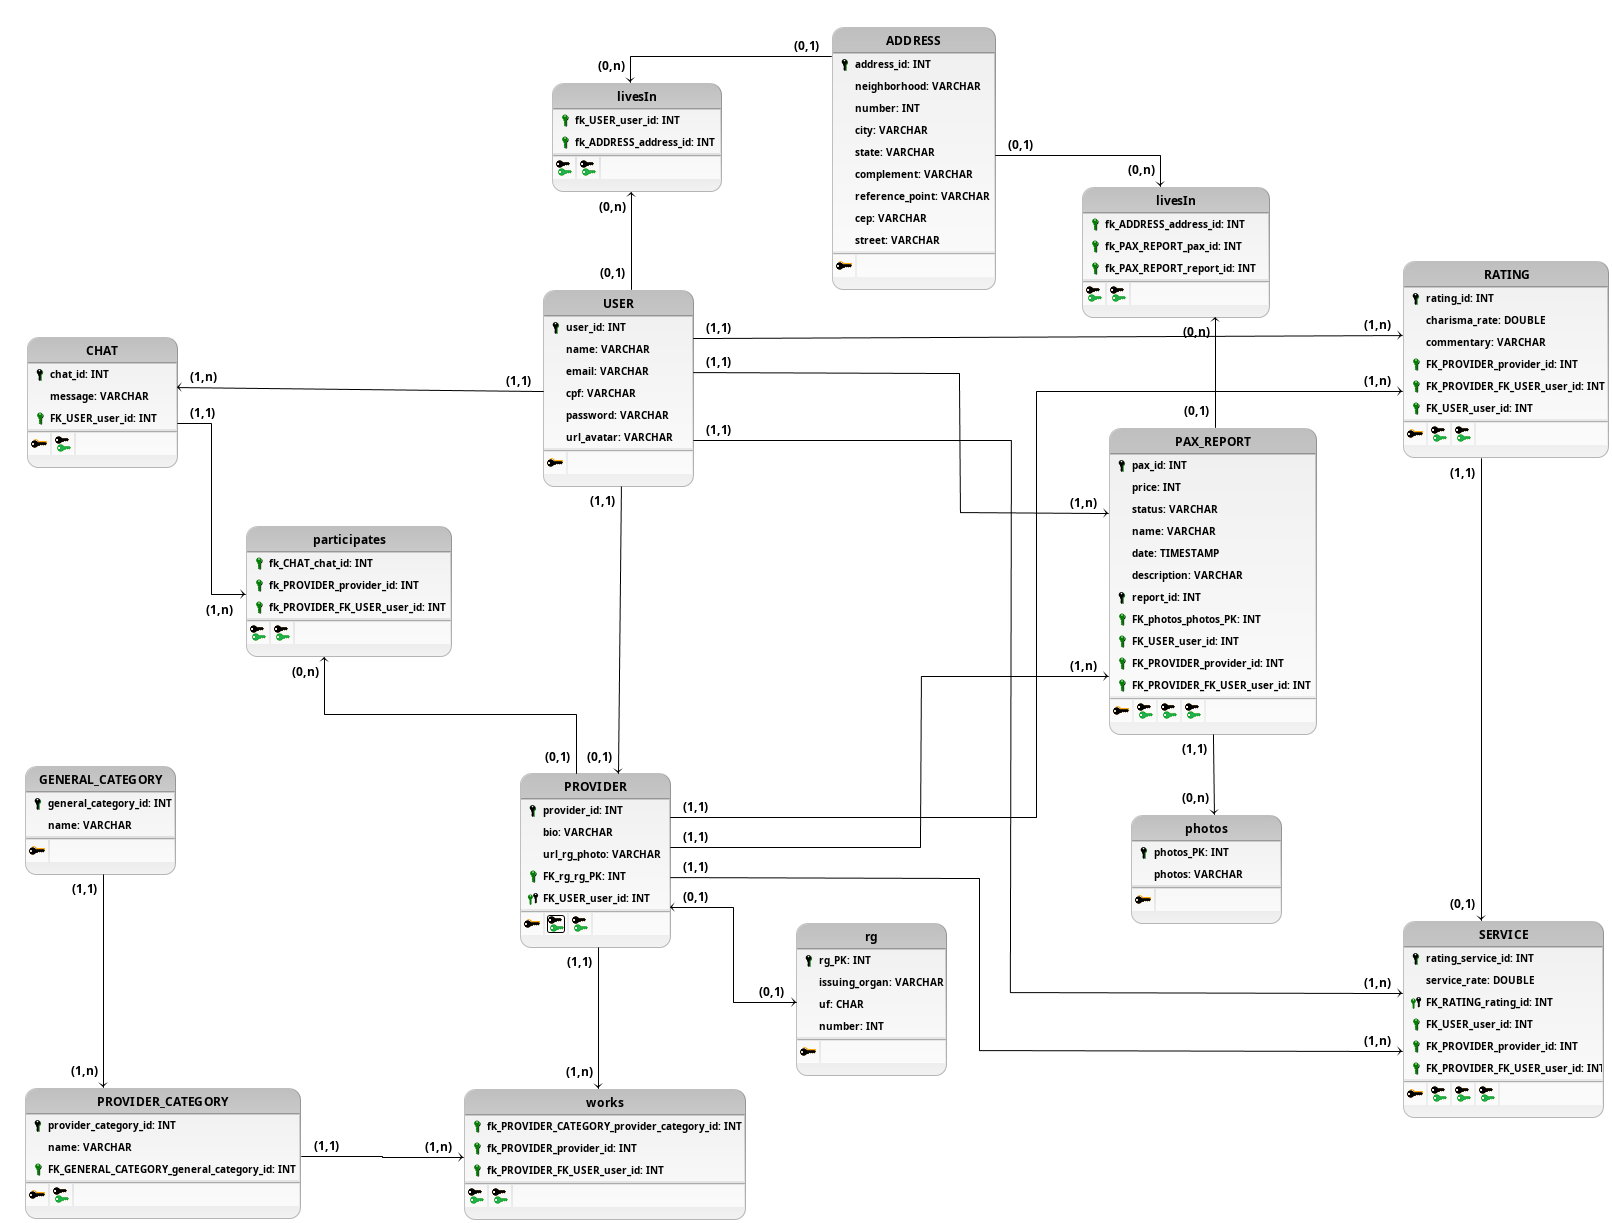 (0,1)
(0,n)
livesIn
fk_USER_user_id: INT
fk_ADDRESS_address_id: INT
(0,n)
(0,1)
ADDRESS
address_id: INT
neighborhood: VARCHAR
number: INT
city: VARCHAR
state: VARCHAR
complement: VARCHAR
reference_point: VARCHAR
cep: VARCHAR
street: VARCHAR
(0,1)
(0,n)
livesIn
fk_ADDRESS_address_id: INT
fk_PAX_REPORT_pax_id: INT
fk_PAX_REPORT_report_id: INT
(0,n)
(0,1)
RATING
rating_id: INT
charisma_rate: DOUBLE
commentary: VARCHAR
FK_PROVIDER_provider_id: INT
FK_PROVIDER_FK_USER_user_id: INT
FK_USER_user_id: INT
(1,n)
(1,n)
(1,1)
USER
user_id: INT
name: VARCHAR
email: VARCHAR
cpf: VARCHAR
password: VARCHAR
url_avatar: VARCHAR
(1,1)
(1,1)
(1,1)
(1,1)
(1,1)
CHAT
chat_id: INT
message: VARCHAR
FK_USER_user_id: INT
(1,n)
(1,1)
participates
fk_CHAT_chat_id: INT
fk_PROVIDER_provider_id: INT
fk_PROVIDER_FK_USER_user_id: INT
(1,n)
(0,n)
PAX_REPORT
pax_id: INT
price: INT
status: VARCHAR
name: VARCHAR
date: TIMESTAMP
description: VARCHAR
report_id: INT
FK_photos_photos_PK: INT
FK_USER_user_id: INT
FK_PROVIDER_provider_id: INT
FK_PROVIDER_FK_USER_user_id: INT
(1,n)
(1,n)
(1,1)
(0,n)
photos
photos_PK: INT
photos: VARCHAR
(0,1)
(0,1)
PROVIDER
provider_id: INT
bio: VARCHAR
url_rg_photo: VARCHAR
FK_rg_rg_PK: INT
FK_USER_user_id: INT
(1,1)
(1,1)
(1,1)
(0,1)
(1,1)
(0,1)
rg
rg_PK: INT
issuing_organ: VARCHAR
uf: CHAR
number: INT
GENERAL_CATEGORY
general_category_id: INT
name: VARCHAR
(1,1)
(1,n)
PROVIDER_CATEGORY
provider_category_id: INT
name: VARCHAR
FK_GENERAL_CATEGORY_general_category_id: INT
(1,1)
(1,n)
(1,n)
works
fk_PROVIDER_CATEGORY_provider_category_id: INT
fk_PROVIDER_provider_id: INT
fk_PROVIDER_FK_USER_user_id: INT
(0,1)
SERVICE
rating_service_id: INT
service_rate: DOUBLE
FK_RATING_rating_id: INT
FK_USER_user_id: INT
FK_PROVIDER_provider_id: INT
FK_PROVIDER_FK_USER_user_id: INT
(1,n)
(1,n)